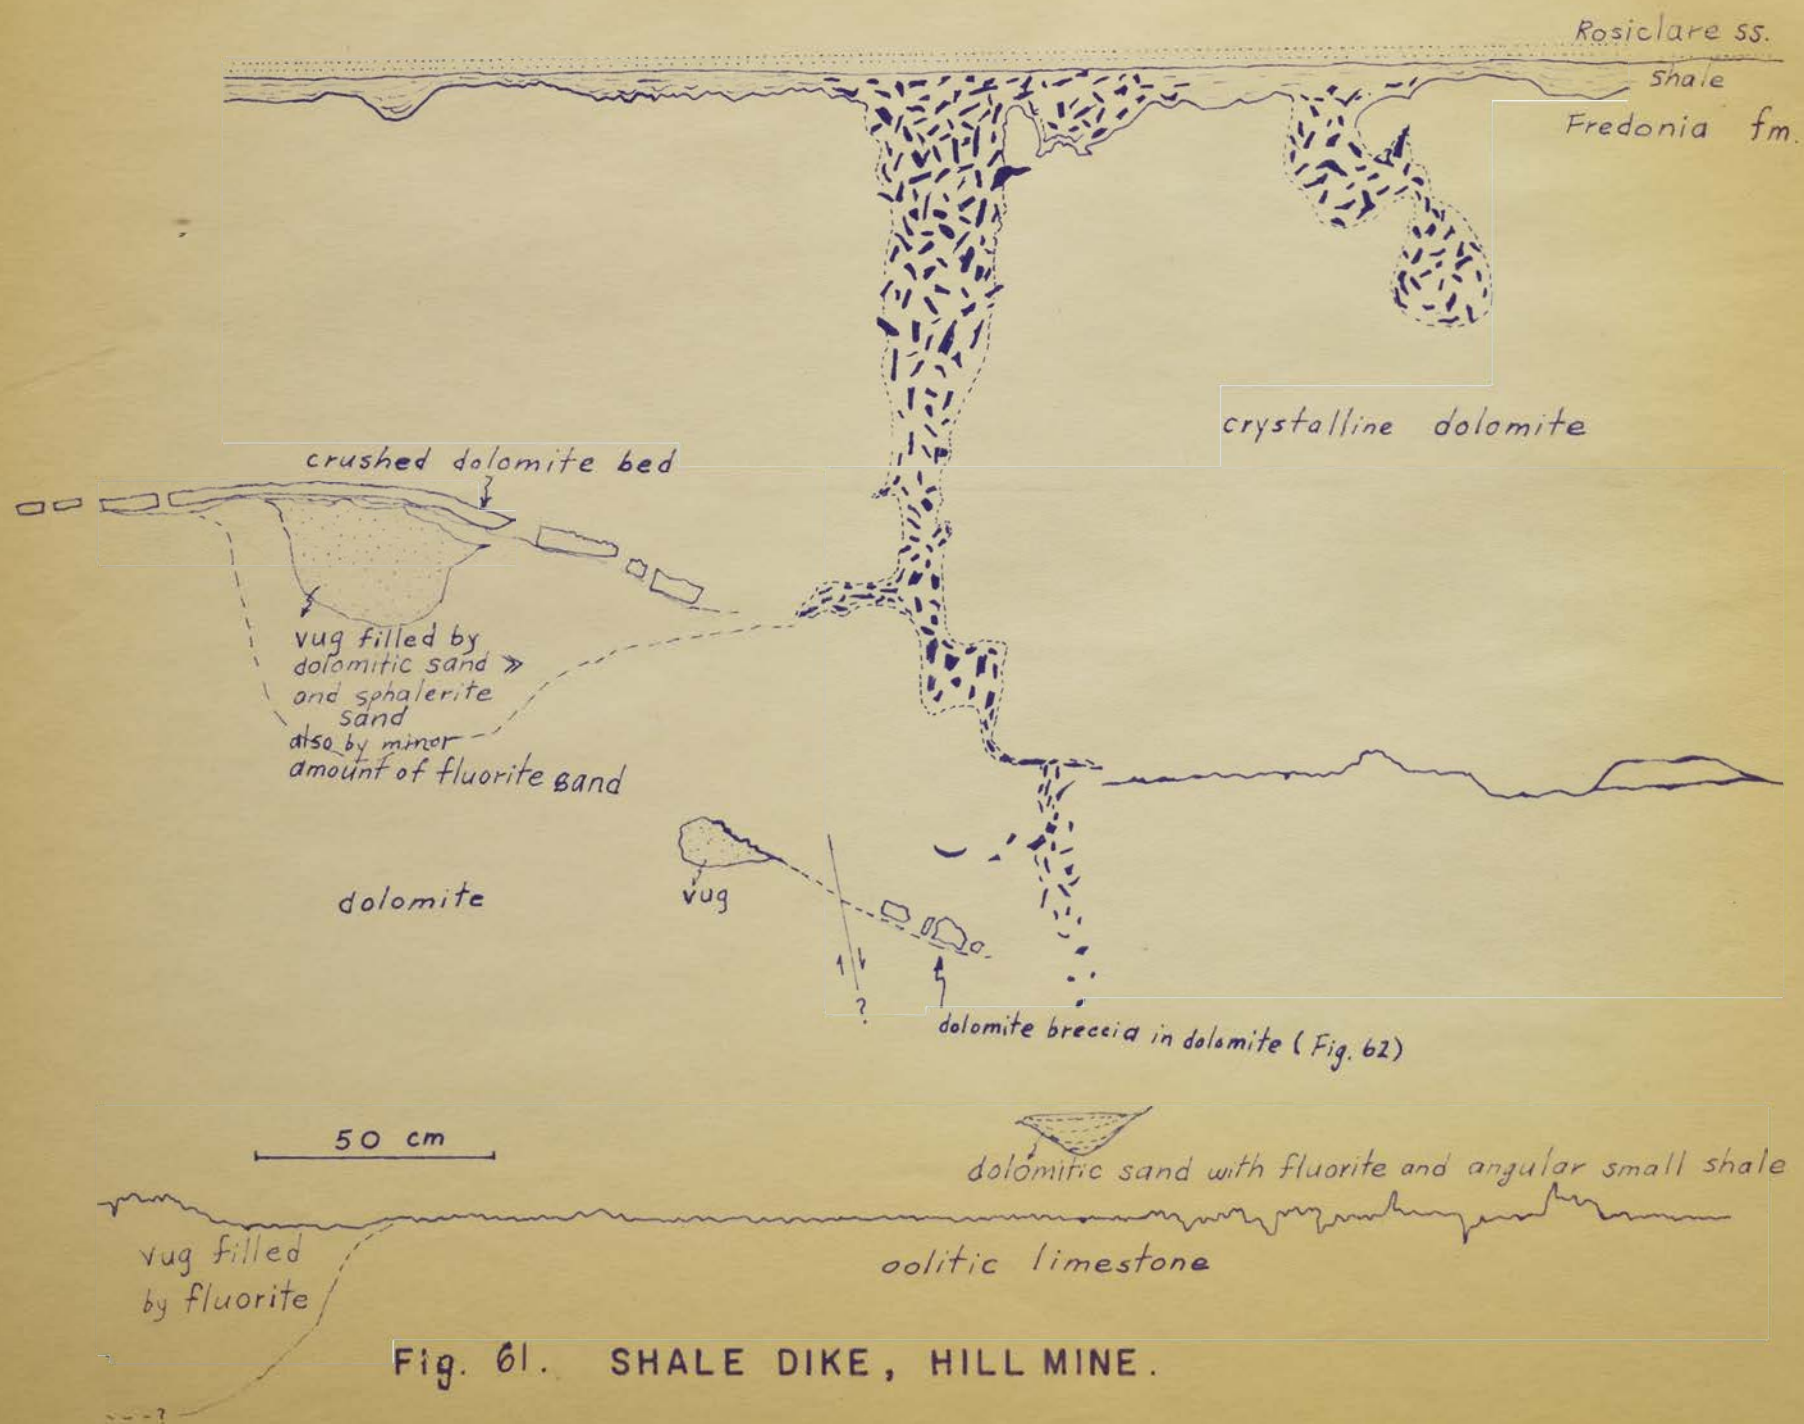 Rosiclare ss.
shale
Fredonia fm.
crystalline dolomite
crushed dolomite bed
vug filled by
dolomitic sand >>
and sphalerite
sand
also by minor
amount of fluorite sand
dolomite
vug
?
dolomite breccia in dolomite (Fig. 62)
50 cm
dolomitic sand with fluorite and angular small shale
vug filled
by fluorite
oolitic limestone
Fig. 61. SHALE DIKE, HILL MINE.
?